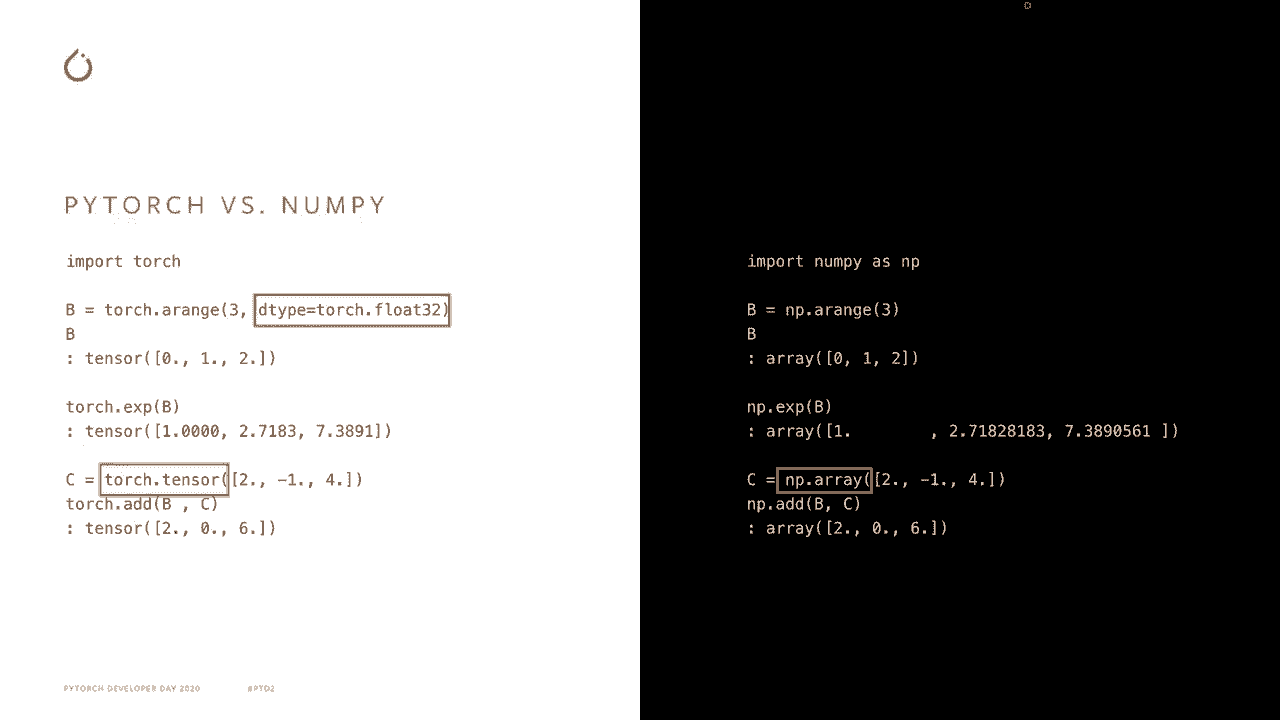 PYTORCH VS. NUMPY
import torch
B = torch.arange(3, dtype=torch.float32)
B
: tensor([0., 1., 2.])
torch.exp(B)
: tensor([1.0000, 2.7183, 7.3891])
C = torch.tensor([2., −1., 4.])
torch.add(B , C)
: tensor([2., 0., 6.])
PYTORCH DEVELOPER DAY 2020 #PTD2
import numpy as np
B = np.arange(3)
B
: array([0, 1, 2])
np.exp(B)
: array([1.        , 2.71828183, 7.3890561 ])
C = np.array([2., −1., 4.])
np.add(B, C)
: array([2., 0., 6.])